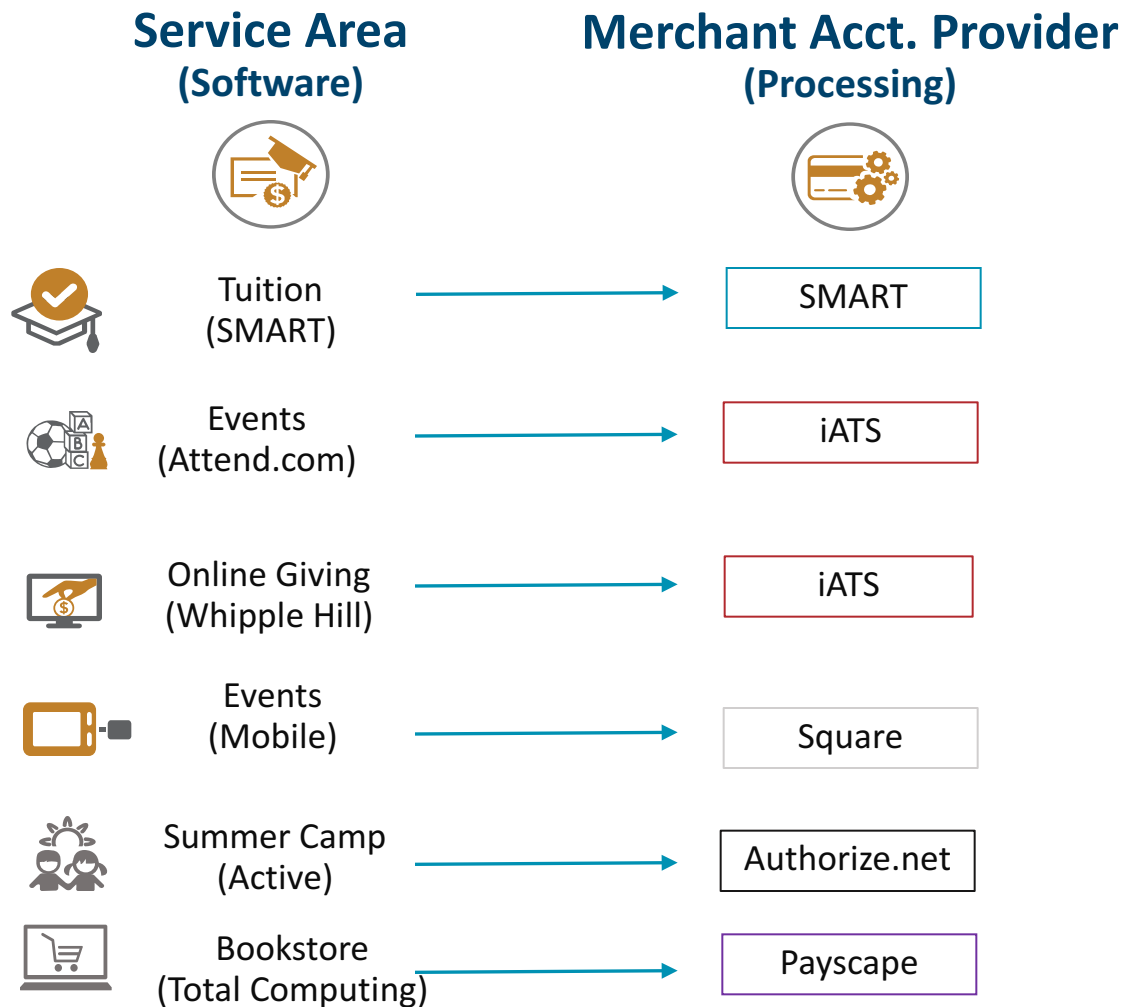 Service Area
(Software)
Merchant Acct. Provider
(Processing)
$
Tuition
(SMART)
SMART
A
B
C
Events
(Attend.com)
iATS
$
Online Giving
(Whipple Hill)
iATS
Events
(Mobile)
Square
Summer Camp
(Active)
Authorize.net
Bookstore
(Total Computing)
Payscape